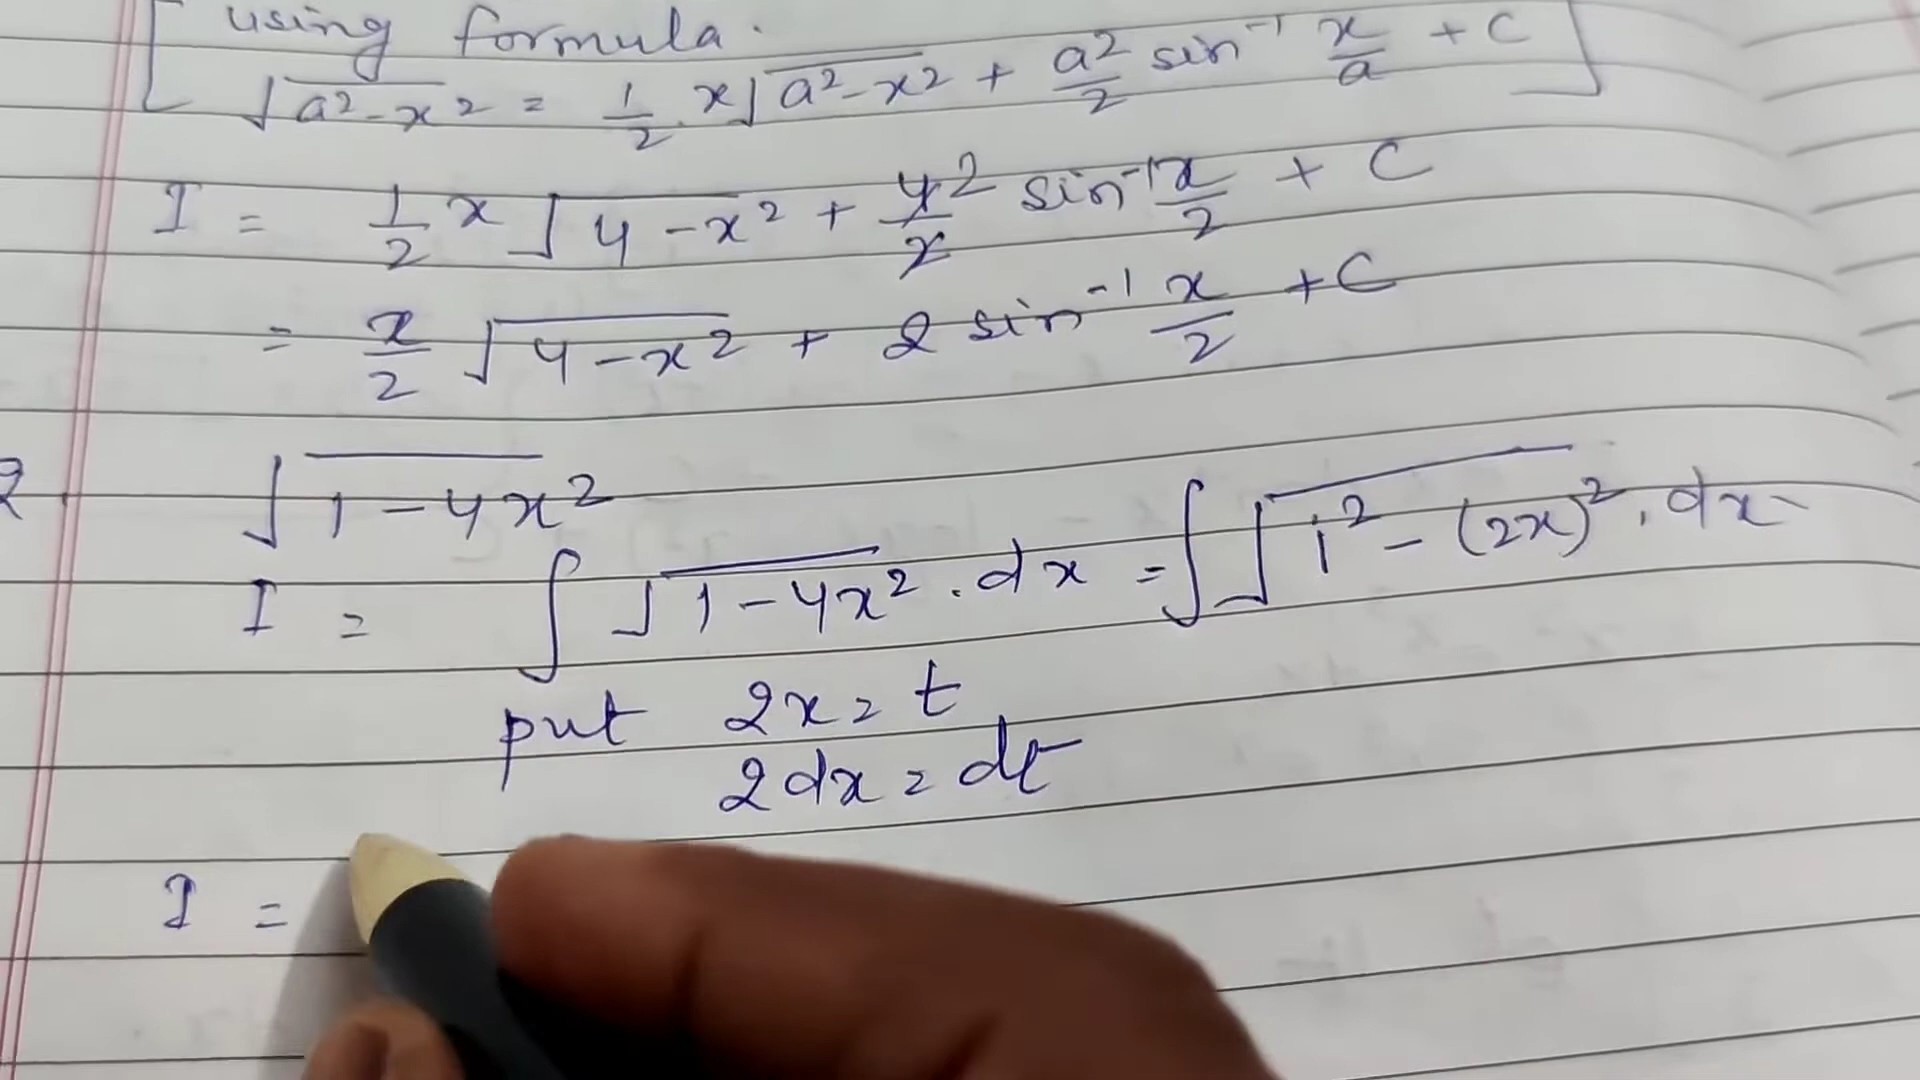 using formula.
√a²-x² = 1/2 . x√a²-x² + a²/2 sin⁻¹ x/a + C
I = 1/2 x √4-x² + 4²/2 sin⁻¹ x/2 + C
= x/2 √4-x² + 2 sin⁻¹ x/2 + C
2. √1-4x²
I = ∫ √1-4x² . dx = ∫ √1² - (2x)² . dx
put 2x = t
2dx = dt
I =